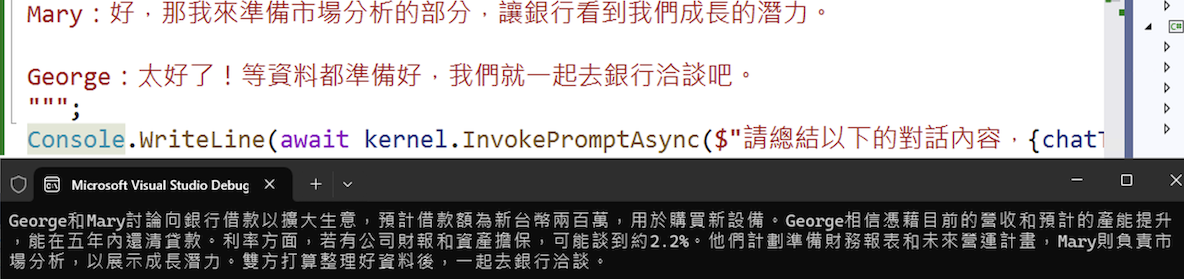 Mary：好，那我來準備市場分析的部分，讓銀行看到我們成長的潛力。
George：太好了！等資料都準備好，我們就一起去銀行洽談吧。
""";
Console.WriteLine(await kernel.InvokePromptAsync($"請總結以下的對話內容，{chatT
C#
Microsoft Visual Studio Debug
George和Mary討論向銀行借款以擴大生意，預計借款額為新台幣兩百萬，用於購買新設備。George相信憑藉目前的營收和預計的產能提升
，能在五年內還清貸款。利率方面，若有公司財報和資產擔保，可能談到約2.2%。他們計劃準備財務報表和未來營運計畫，Mary則負責市
場分析，以展示成長潛力。雙方打算整理好資料後，一起去銀行洽談。